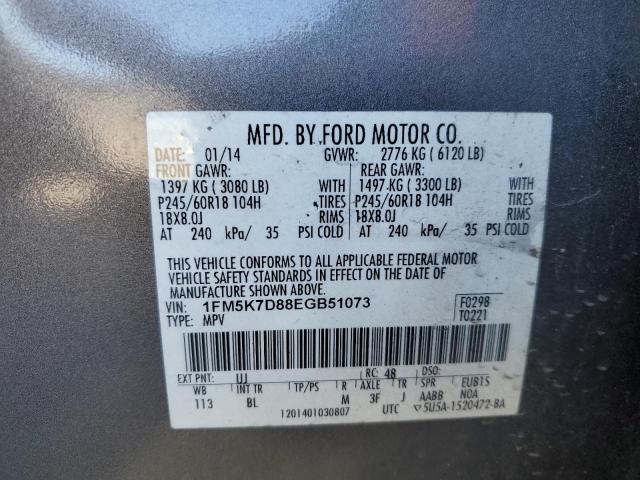 MFD. BY FORD MOTOR CO.
DATE: 01/14 GVWR: 2776 KG ( 6120 LB)
FRONT GAWR: REAR GAWR:
1397 KG ( 3080 LB) WITH 1497 KG ( 3300 LB) WITH
P245/60R18 104H TIRES P245/60R18 104H TIRES
18X8.0J RIMS 18X8.0J RIMS
AT 240 kPa/ 35 PSI COLD AT 240 kPa/ 35 PSI COLD
THIS VEHICLE CONFORMS TO ALL APPLICABLE FEDERAL MOTOR
VEHICLE SAFETY STANDARDS IN EFFECT ON THE DATE OF
MANUFACTURE SHOWN ABOVE.
VIN: 1FM5K7D88EGB51073 F0298
TYPE: MPV T0221
EXT PNT: UJ RC: 48 DSO:
WB INT TR TP/PS R AXLE TR SPR EUB1S
113 BL M 3F J AABB N0A
1201401030807 UTC ▽5U5A-1520472-BA